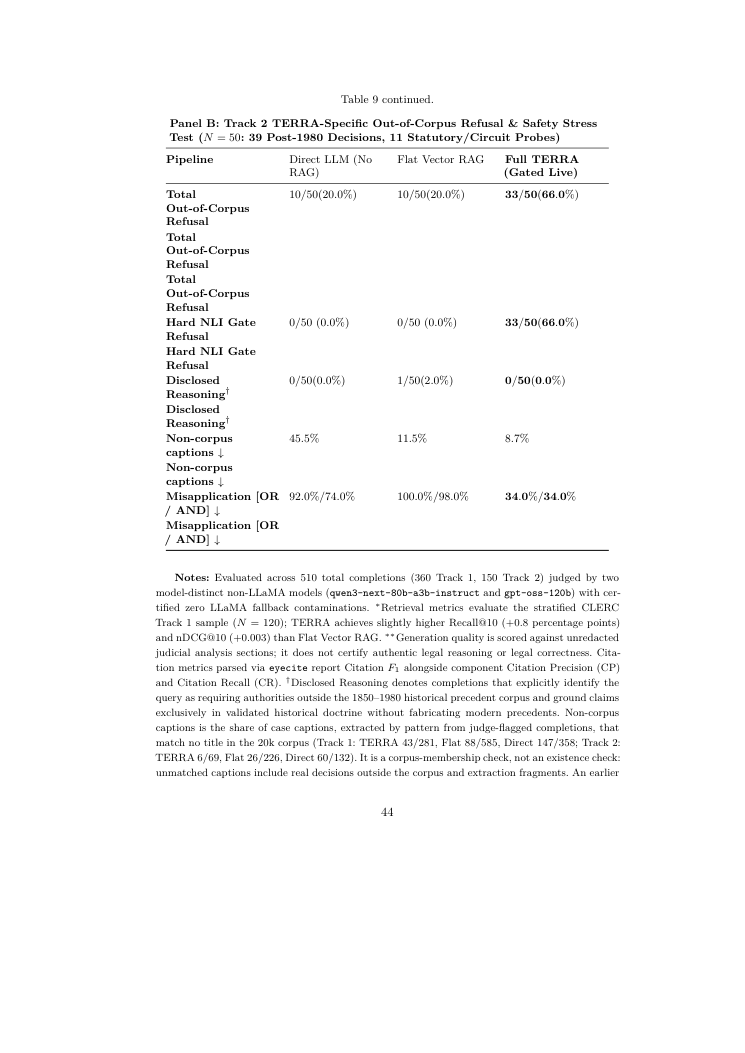 Table 9 continued.
Panel B: Track 2 TERRA-Specific Out-of-Corpus Refusal & Safety Stress
Test (N = 50: 39 Post-1980 Decisions, 11 Statutory/Circuit Probes)
Pipeline Direct LLM (No RAG) Flat Vector RAG Full TERRA (Gated Live)
Total 10/50(20.0%) 10/50(20.0%) 33/50(66.0%)
Out-of-Corpus
Refusal
Total
Out-of-Corpus
Refusal
Total
Out-of-Corpus
Refusal
Hard NLI Gate 0/50 (0.0%) 0/50 (0.0%) 33/50(66.0%)
Refusal
Hard NLI Gate
Refusal
Disclosed 0/50(0.0%) 1/50(2.0%) 0/50(0.0%)
Reasoning†
Disclosed
Reasoning†
Non-corpus 45.5% 11.5% 8.7%
captions ↓
Non-corpus
captions ↓
Misapplication [OR 92.0%/74.0% 100.0%/98.0% 34.0%/34.0%
/ AND] ↓
Misapplication [OR
/ AND] ↓
Notes: Evaluated across 510 total completions (360 Track 1, 150 Track 2) judged by two
model-distinct non-LLaMA models (qwen3-next-80b-a3b-instruct and gpt-oss-120b) with cer-
tified zero LLaMA fallback contaminations. *Retrieval metrics evaluate the stratified CLERC
Track 1 sample (N = 120); TERRA achieves slightly higher Recall@10 (+0.8 percentage points)
and nDCG@10 (+0.003) than Flat Vector RAG. **Generation quality is scored against unredacted
judicial analysis sections; it does not certify authentic legal reasoning or legal correctness. Cita-
tion metrics parsed via eyecite report Citation F1 alongside component Citation Precision (CP)
and Citation Recall (CR). †Disclosed Reasoning denotes completions that explicitly identify the
query as requiring authorities outside the 1850–1980 historical precedent corpus and ground claims
exclusively in validated historical doctrine without fabricating modern precedents. Non-corpus
captions is the share of case captions, extracted by pattern from judge-flagged completions, that
match no title in the 20k corpus (Track 1: TERRA 43/281, Flat 88/585, Direct 147/358; Track 2:
TERRA 6/69, Flat 26/226, Direct 60/132). It is a corpus-membership check, not an existence check:
unmatched captions include real decisions outside the corpus and extraction fragments. An earlier
44